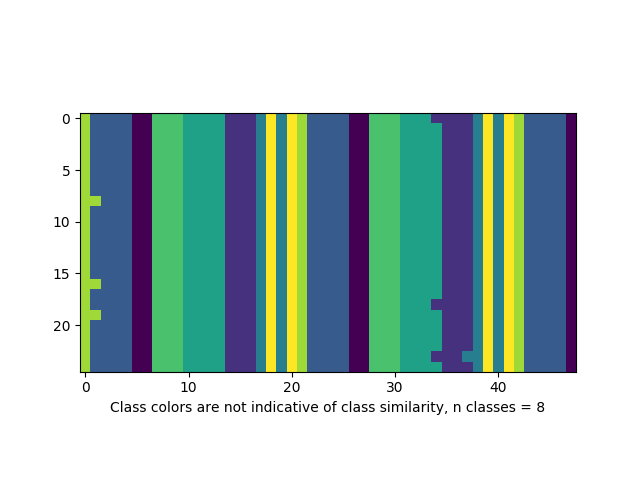 0
5
10
15
20
0 10 20 30 40
Class colors are not indicative of class similarity, n classes = 8